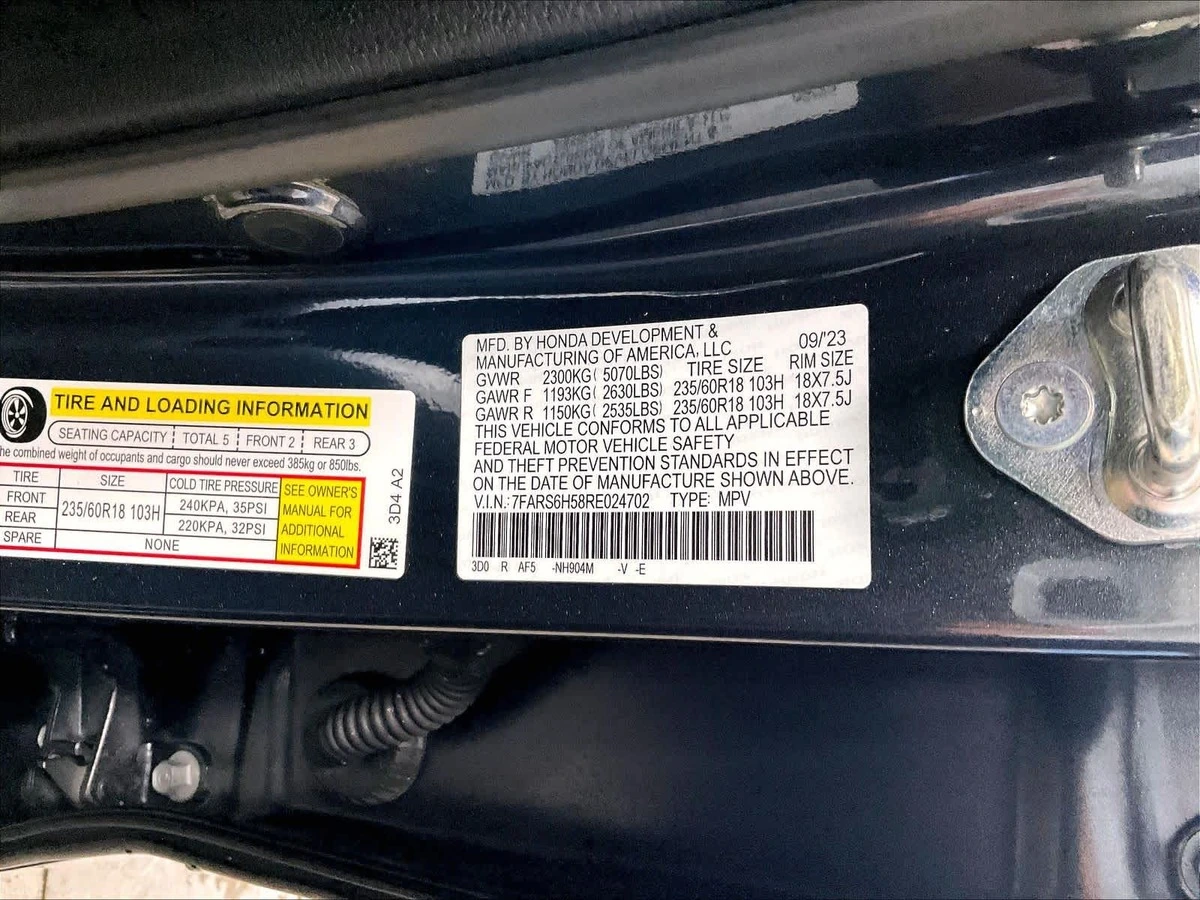 MFD. BY HONDA DEVELOPMENT &
MANUFACTURING OF AMERICA, LLC 09/'23
GVWR 2300KG( 5070LBS) TIRE SIZE RIM SIZE
GAWR F 1193KG( 2630LBS) 235/60R18 103H 18X7.5J
GAWR R 1150KG( 2535LBS) 235/60R18 103H 18X7.5J
THIS VEHICLE CONFORMS TO ALL APPLICABLE
FEDERAL MOTOR VEHICLE SAFETY
AND THEFT PREVENTION STANDARDS IN EFFECT
ON THE DATE OF MANUFACTURE SHOWN ABOVE.
V.I.N.:7FARS6H58RE024702 TYPE: MPV
3D0 R AF5 -NH904M -V -E
TIRE AND LOADING INFORMATION
SEATING CAPACITY TOTAL 5 FRONT 2 REAR 3
The combined weight of occupants and cargo should never exceed 385kg or 850lbs.
TIRE SIZE COLD TIRE PRESSURE
FRONT 235/60R18 103H 240KPA, 35PSI
REAR 220KPA, 32PSI
SPARE NONE
SEE OWNER'S
MANUAL FOR
ADDITIONAL
INFORMATION
3D4 A2